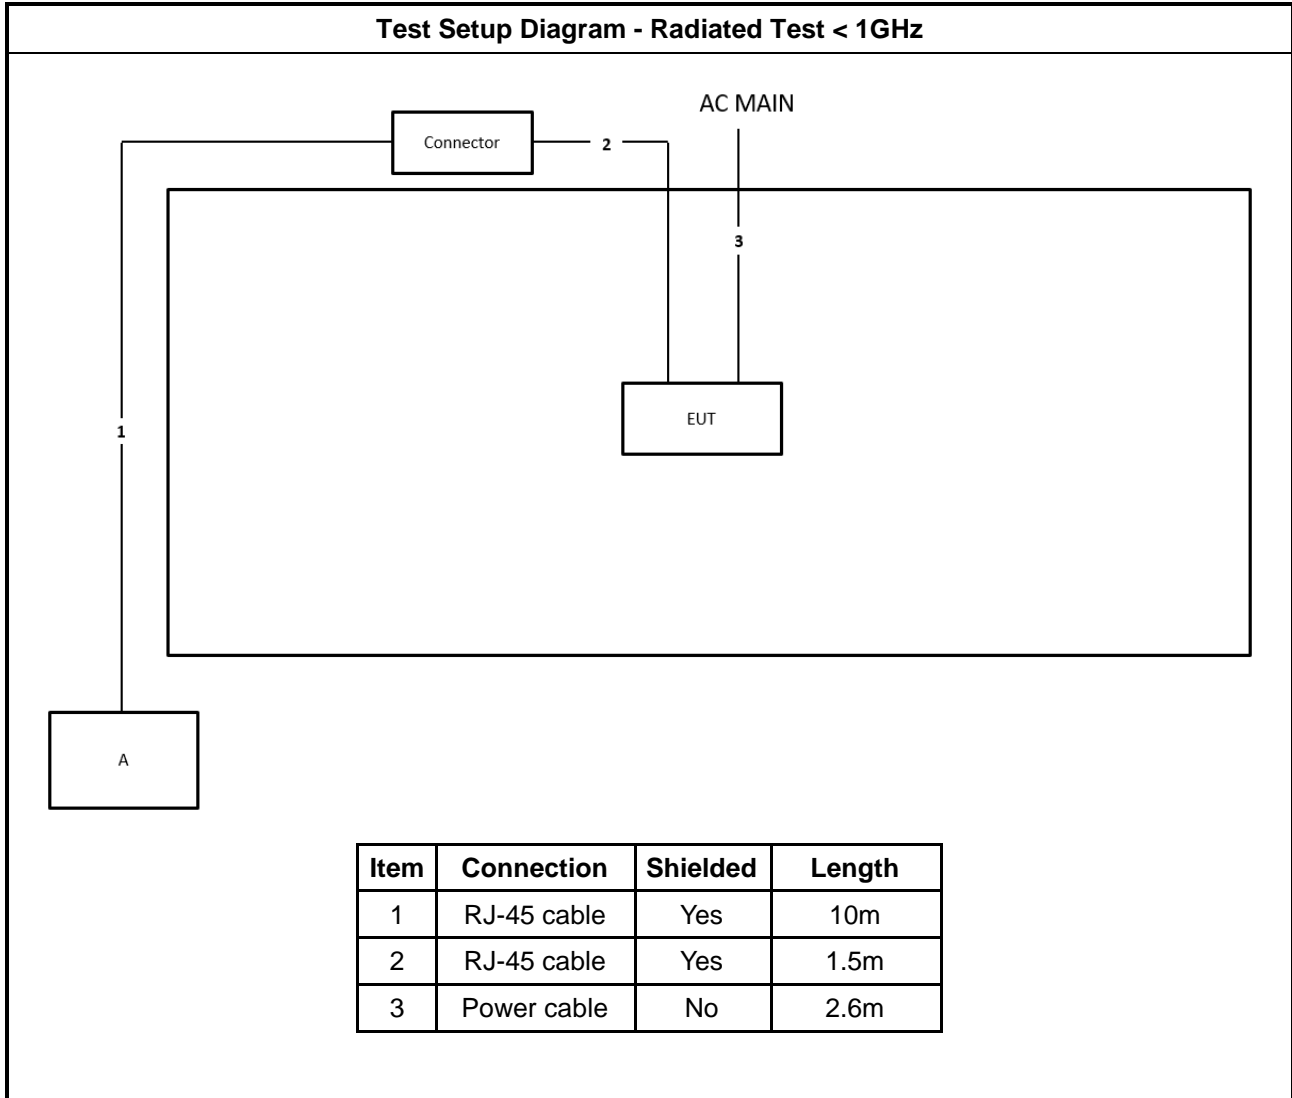 Test Setup Diagram - Radiated Test < 1GHz
AC MAIN
Connector
2
3
EUT
1
A
Item Connection Shielded Length
1 RJ-45 cable Yes 10m
2 RJ-45 cable Yes 1.5m
3 Power cable No 2.6m